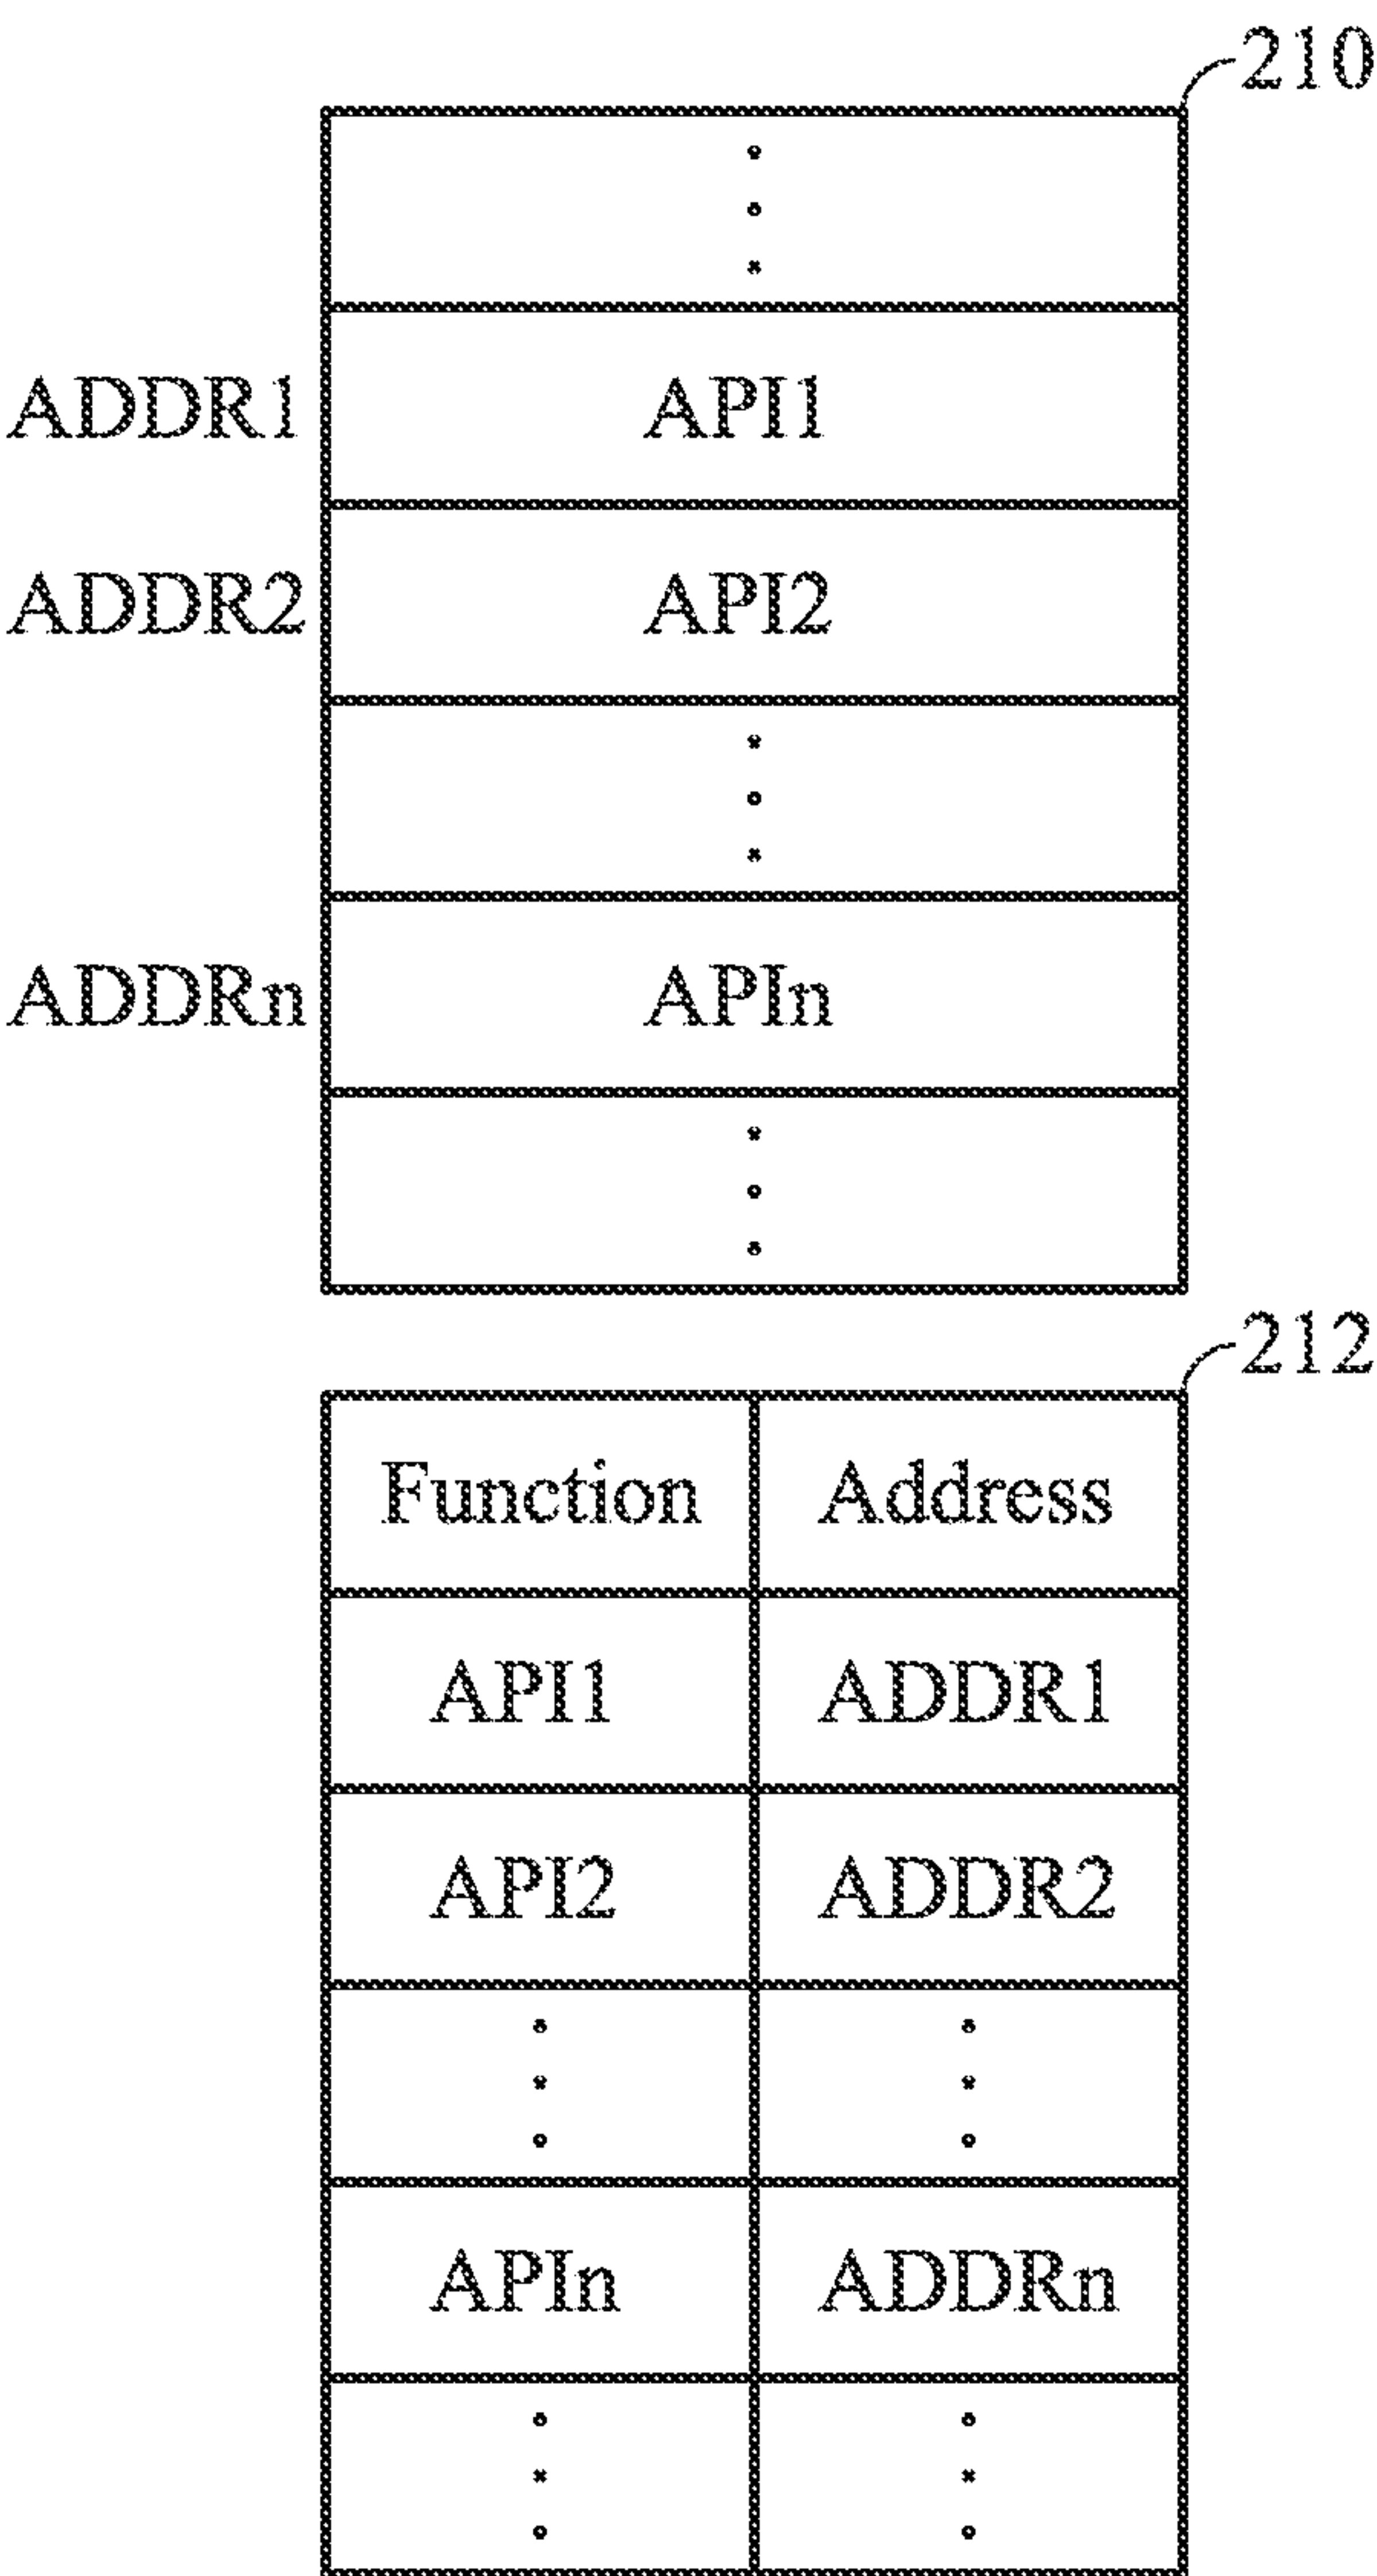 210
ADDR1 API1
ADDR2 API2
ADDRn APIn
212
Function Address
API1 ADDR1
API2 ADDR2
APIn ADDRn